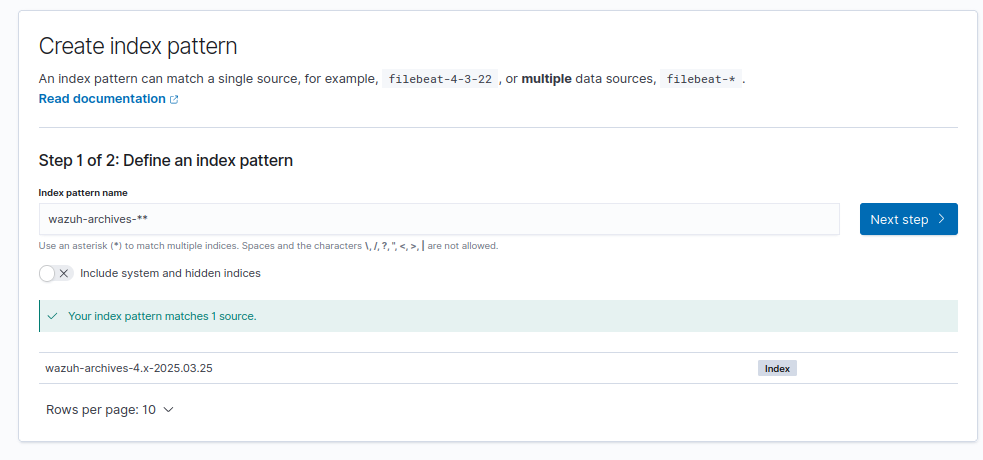 Create index pattern
An index pattern can match a single source, for example, filebeat-4-3-22 , or multiple data sources, filebeat-* .
Read documentation
Step 1 of 2: Define an index pattern
Index pattern name
wazuh-archives-**
Next step
Use an asterisk (*) to match multiple indices. Spaces and the characters \, /, ?, ", <, >, | are not allowed.
Include system and hidden indices
Your index pattern matches 1 source.
wazuh-archives-4.x-2025.03.25 Index
Rows per page: 10